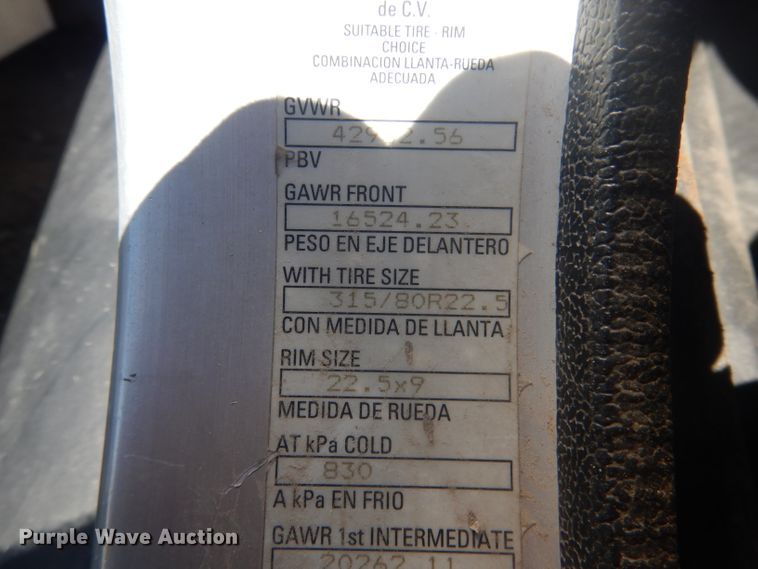 de C.V.
SUITABLE TIRE - RIM
CHOICE
COMBINACION LLANTA-RUEDA
ADECUADA
GVWR
PBV
GAWR FRONT
16524.23
PESO EN EJE DELANTERO
WITH TIRE SIZE
315/80R22.5
CON MEDIDA DE LLANTA
RIM SIZE
22.5x9
MEDIDA DE RUEDA
AT kPa COLD
830
A kPa EN FRIO
GAWR 1st INTERMEDIATE
20262.11
Purple Wave Auction